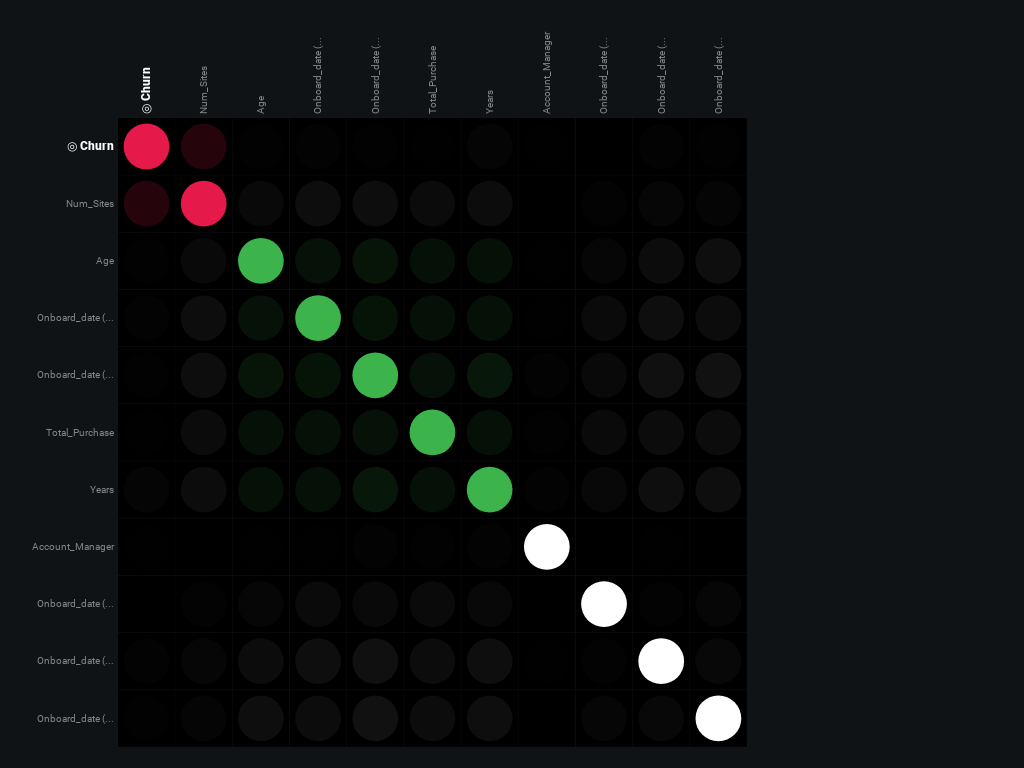 ◎ Churn
Num_Sites
Age
Onboard_date (...
Onboard_date (...
Total_Purchase
Years
Account_Manager
Onboard_date (...
Onboard_date (...
Onboard_date (...
◎ Churn
Num_Sites
Age
Onboard_date (...
Onboard_date (...
Total_Purchase
Years
Account_Manager
Onboard_date (...
Onboard_date (...
Onboard_date (...